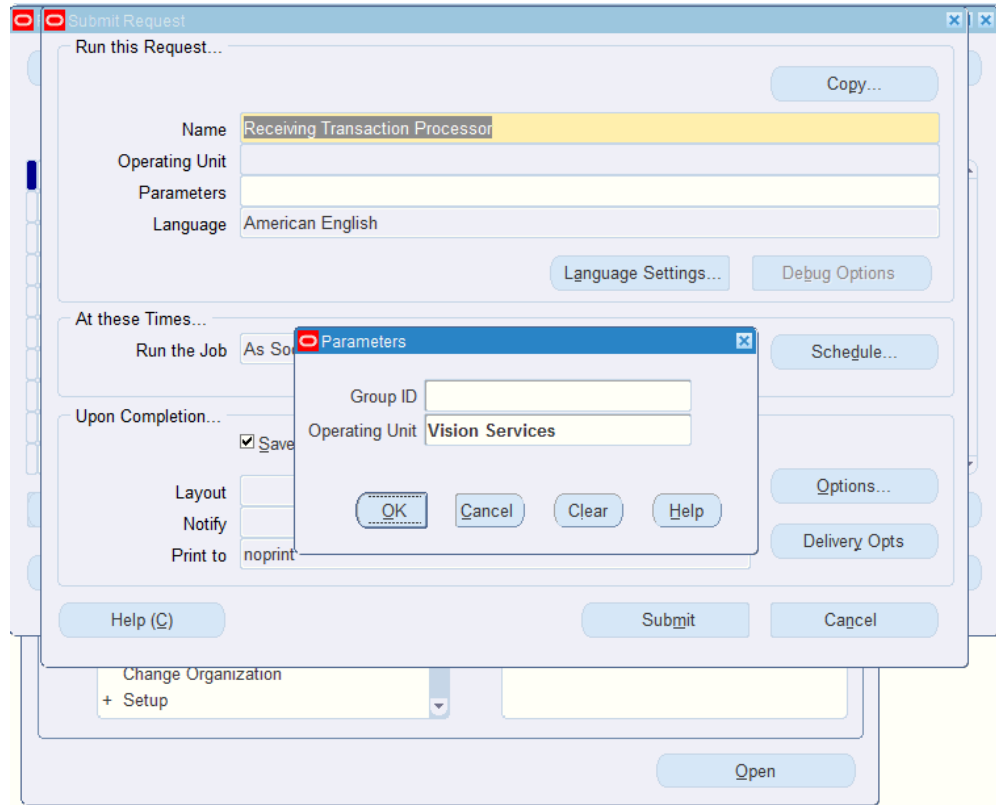 Submit Request
Run this Request...
Copy...
Name Receiving Transaction Processor
Operating Unit
Parameters
Language American English
Language Settings... Debug Options
At these Times...
Run the Job As Soo
Schedule...
Parameters
Group ID
Operating Unit Vision Services
OK Cancel Clear Help
Upon Completion...
Save
Layout
Options...
Notify
Print to noprint
Delivery Opts
Help (C) Submit Cancel
Change Organization
+ Setup
Open